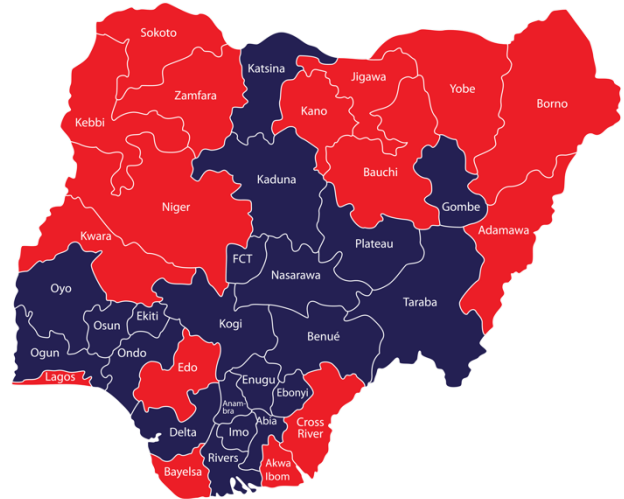 Sokoto
Katsina
Jigawa
Yobe
Borno
Zamfara
Kano
Kebbi
Bauchi
Kaduna
Niger
Gombe
Kwara
Plateau
Adamawa
FCT
Nasarawa
Oyo
Taraba
Ekiti
Kogi
Osun
Benué
Ogun
Ondo
Edo
Lagos
Enugu
Ebonyi
Anam-
bra
Abia
Cross
River
Delta
Imo
Rivers
Akwa
Ibom
Bayelsa